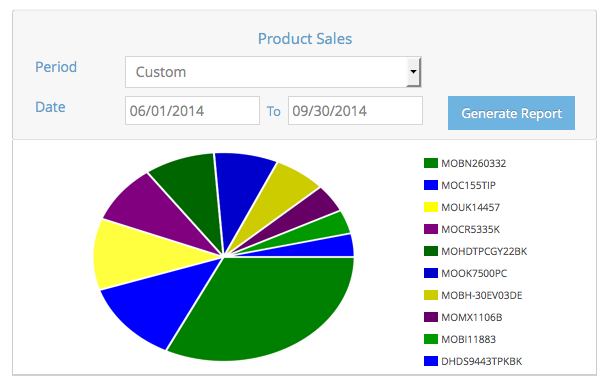 Product Sales
Period
Custom
Date
06/01/2014
To
09/30/2014
Generate Report
MOBN260332
MOC155TIP
MOUK14457
MOCR5335K
MOHDTPCGY22BK
MOOK7500PC
MOBH-30EV03DE
MOMX1106B
MOBI11883
DHDS9443TPKBK